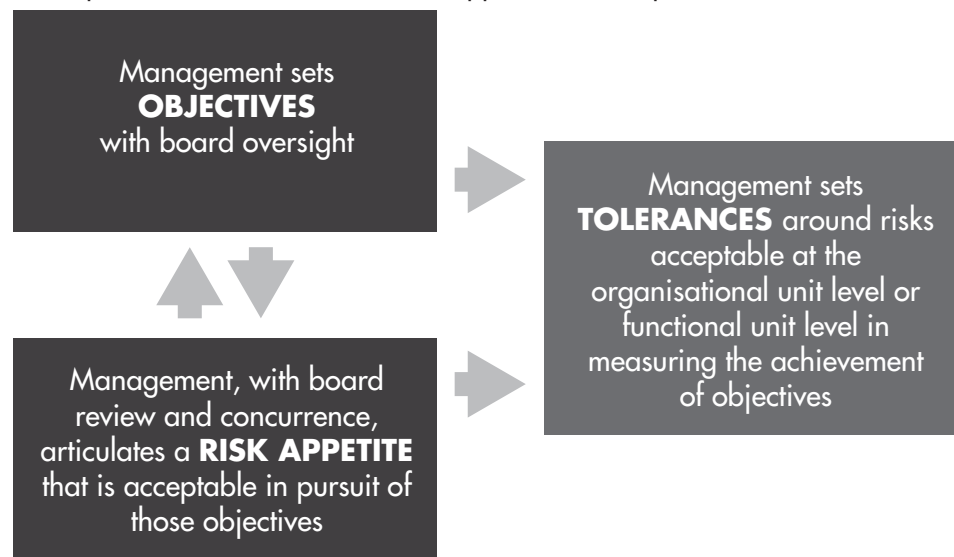 Management sets
OBJECTIVES
with board oversight
Management, with board
review and concurrence,
articulates a RISK APPETITE
that is acceptable in pursuit of
those objectives
Management sets
TOLERANCES around risks
acceptable at the
organisational unit level or
functional unit level in
measuring the achievement
of objectives